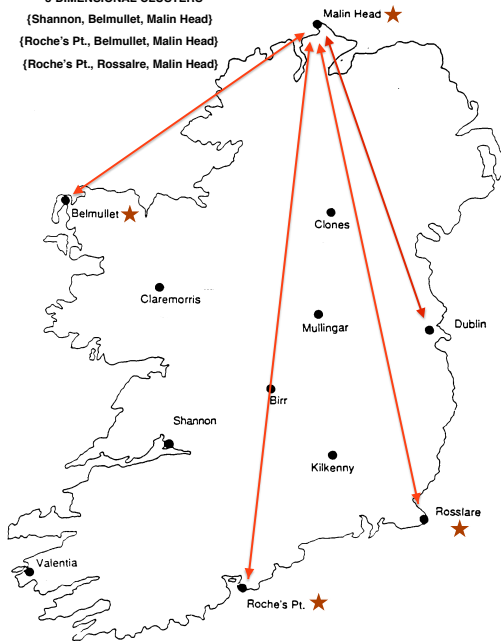 {Shannon, Belmullet, Malin Head}
{Roche's Pt., Belmullet, Malin Head}
{Roche's Pt., Rossalre, Malin Head}
Malin Head
Belmullet
Clones
Claremorris
Mullingar
Dublin
Birr
Shannon
Kilkenny
Rosslare
Valentia
Roche's Pt.